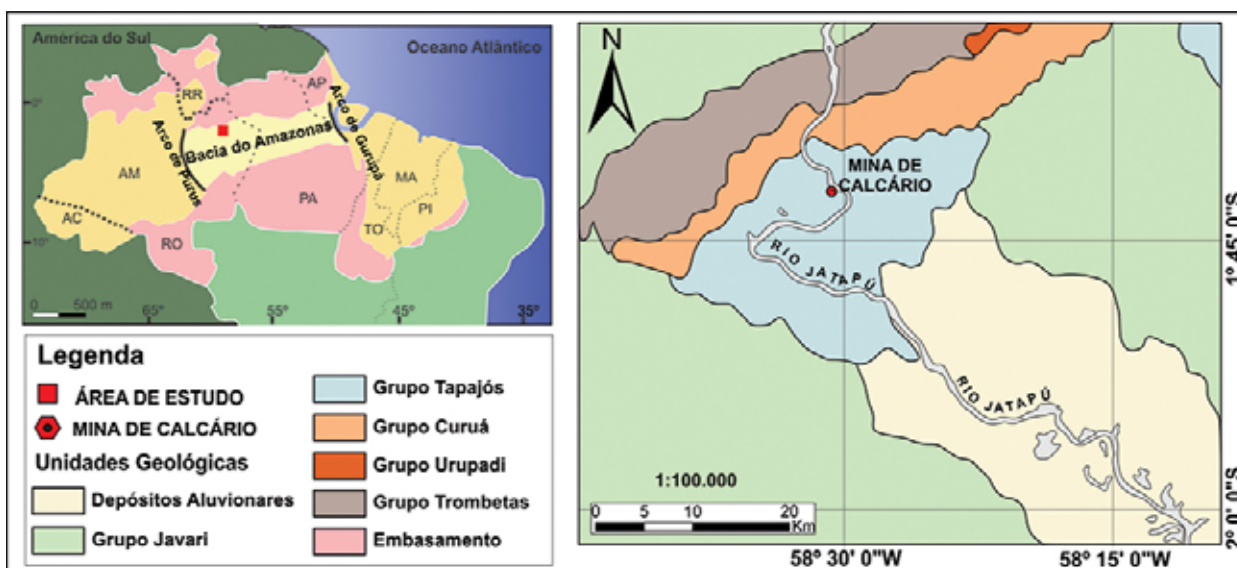 América do Sul
Oceano Atlântico
RR
AP
0°
Arco de Purus
Bacia do Amazonas
Arco de Gurupá
AM
PA
MA
PI
TO
AC
RO
10°
0 500 m
65° 55° 45° 35°
Legenda
ÁREA DE ESTUDO
MINA DE CALCÁRIO
Unidades Geológicas
Depósitos Aluvionares
Grupo Javari
Grupo Tapajós
Grupo Curuá
Grupo Urupadi
Grupo Trombetas
Embasamento
N
MINA DE
CALCÁRIO
RIO JATAPÚ
RIO JATAPÚ
1:100.000
0 5 10 20
Km
1º 45' 0"S
2º 0' 0"S
58º 30' 0"W
58º 15' 0"W